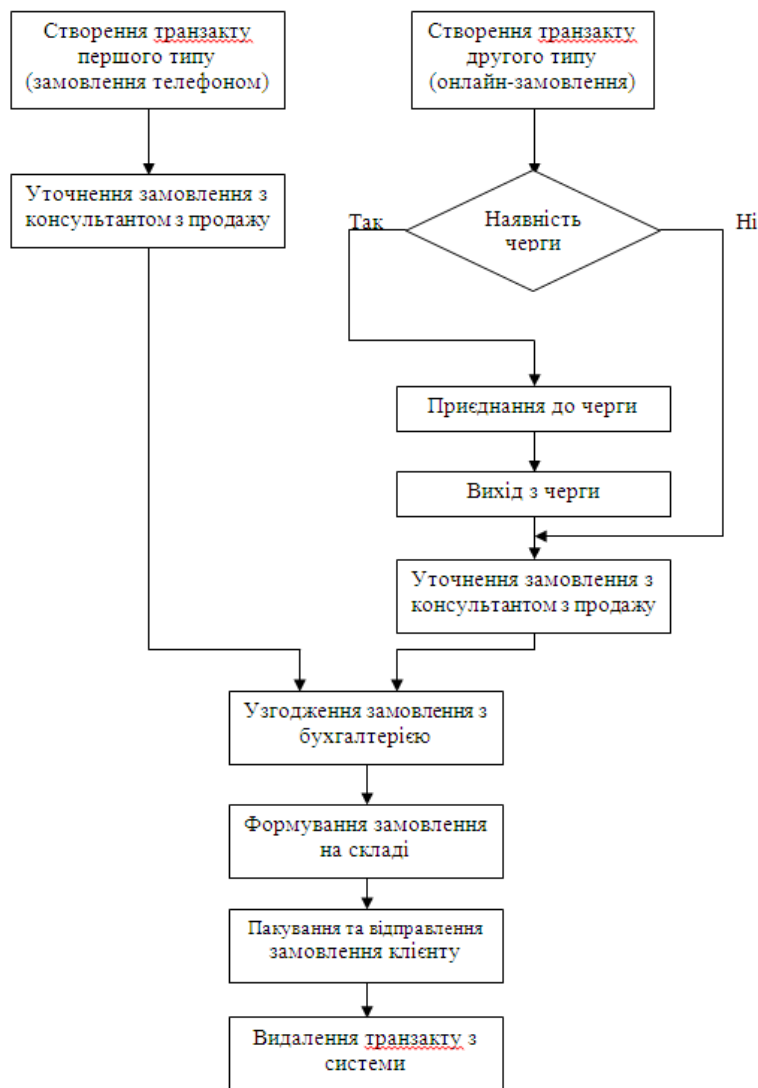 Створення транзакту
першого типу
(замовлення телефоном)
Створення транзакту
другого типу
(онлайн-замовлення)
Уточнення замовлення з
консультантом з продажу
Так
Наявність
черги
Ні
Приєднання до черги
Вихід з черги
Уточнення замовлення з
консультантом з продажу
Узгодження замовлення з
бухгалтерією
Формування замовлення
на складі
Пакування та відправлення
замовлення клієнту
Видалення транзакту з
системи